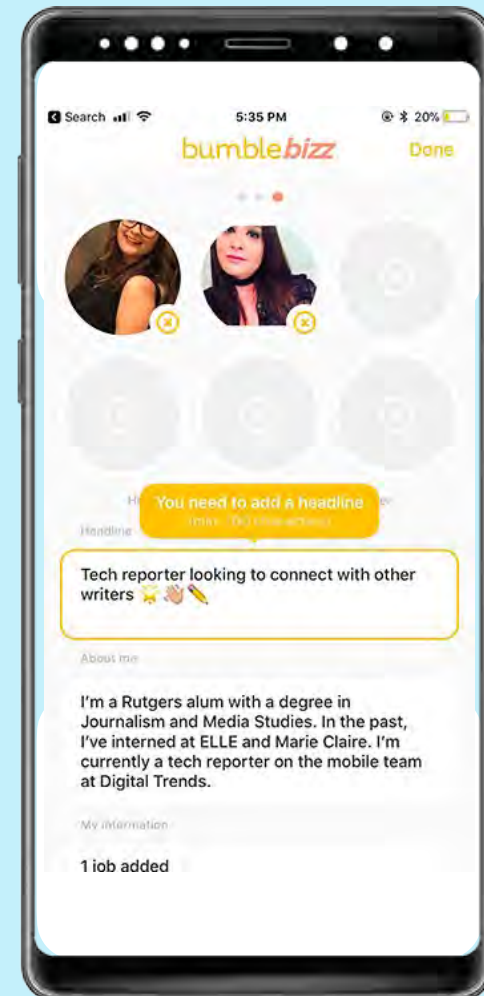 Search 5:35 PM 20%
bumblebizz Done
You need to add a headline
Headline
Tech reporter looking to connect with other
writers 🌟👋🏼✏️
About me
I'm a Rutgers alum with a degree in
Journalism and Media Studies. In the past,
I've interned at ELLE and Marie Claire. I'm
currently a tech reporter on the mobile team
at Digital Trends.
My information
1 job added